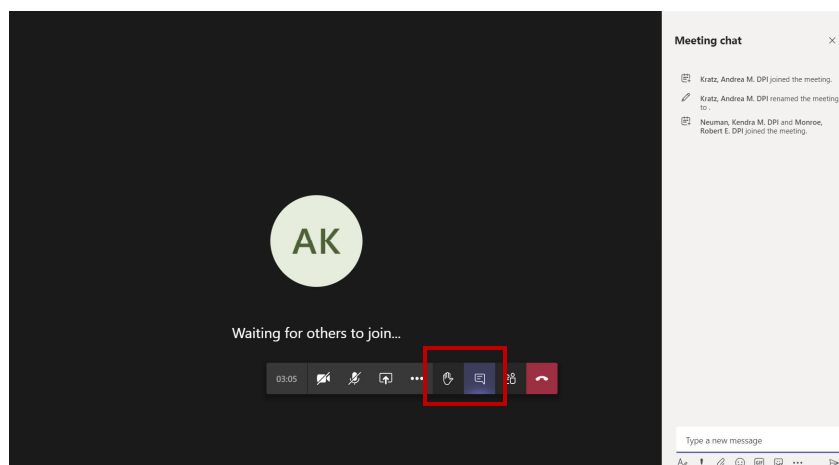 Meeting chat
Kratz, Andrea M. DPI joined the meeting.
Kratz, Andrea M. DPI renamed the meeting
to .
Neuman, Kendra M. DPI and Monroe,
Robert E. DPI joined the meeting.
AK
Waiting for others to join...
03:05
Type a new message
GIF